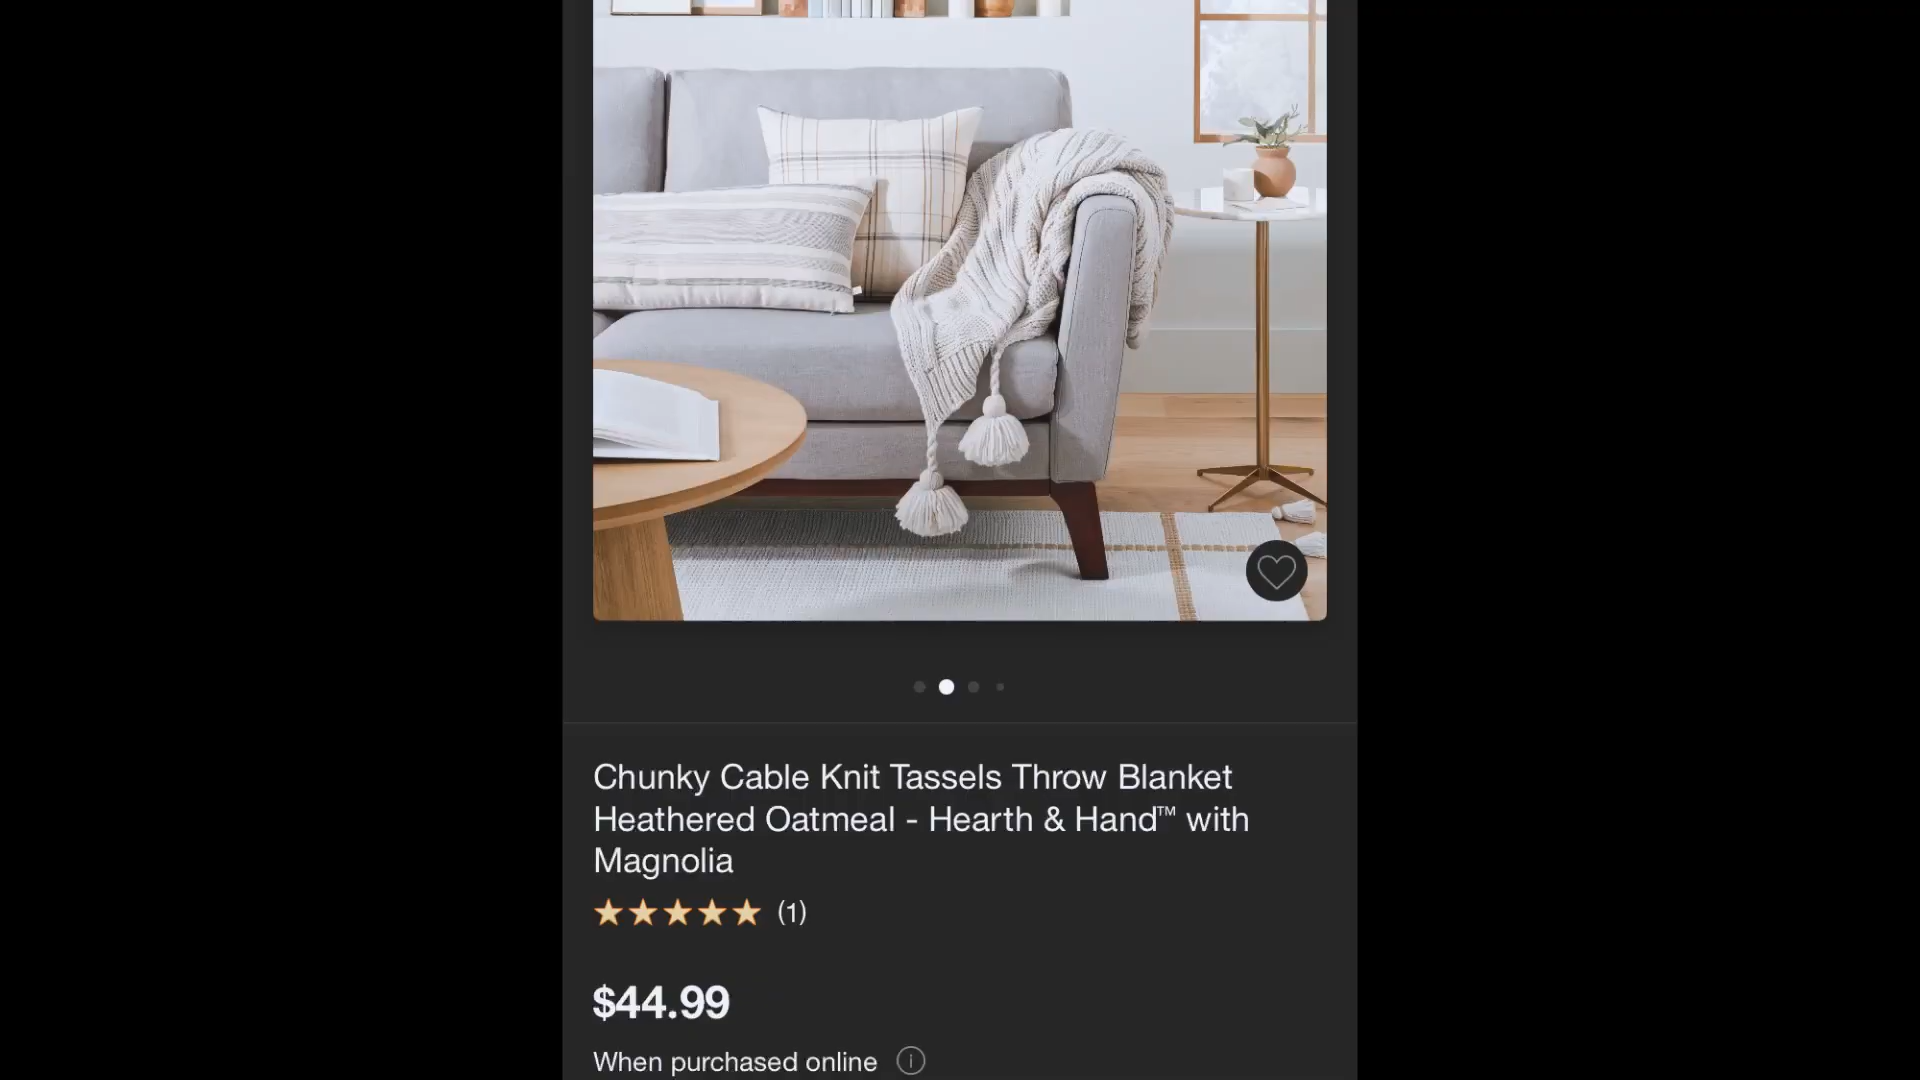 Chunky Cable Knit Tassels Throw Blanket
Heathered Oatmeal - Hearth & Hand™ with
Magnolia
(1)
$44.99
When purchased online